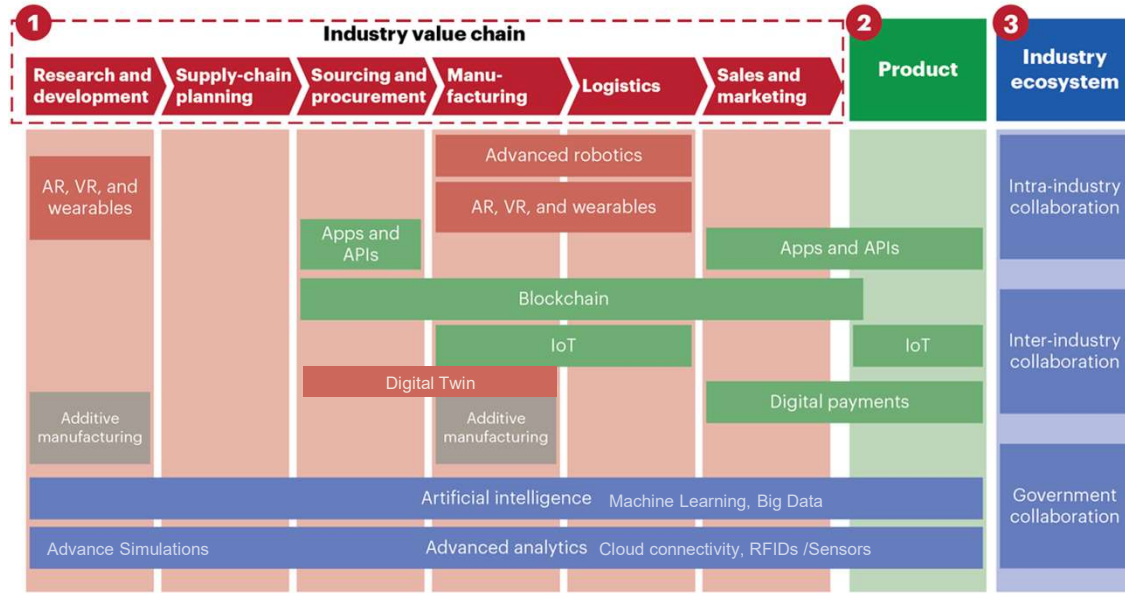 1
Industry value chain
2
Product
3
Industry
ecosystem
Research and
development
Supply-chain
planning
Sourcing and
procurement
Manu-
facturing
Logistics
Sales and
marketing
AR, VR, and
wearables
Advanced robotics
AR, VR, and wearables
Apps and
APIs
Apps and APIs
Blockchain
IoT
IoT
Digital Twin
Digital payments
Additive
manufacturing
Additive
manufacturing
Artificial intelligence Machine Learning, Big Data
Advance Simulations Advanced analytics Cloud connectivity, RFIDs /Sensors
Intra-industry
collaboration
Inter-industry
collaboration
Government
collaboration